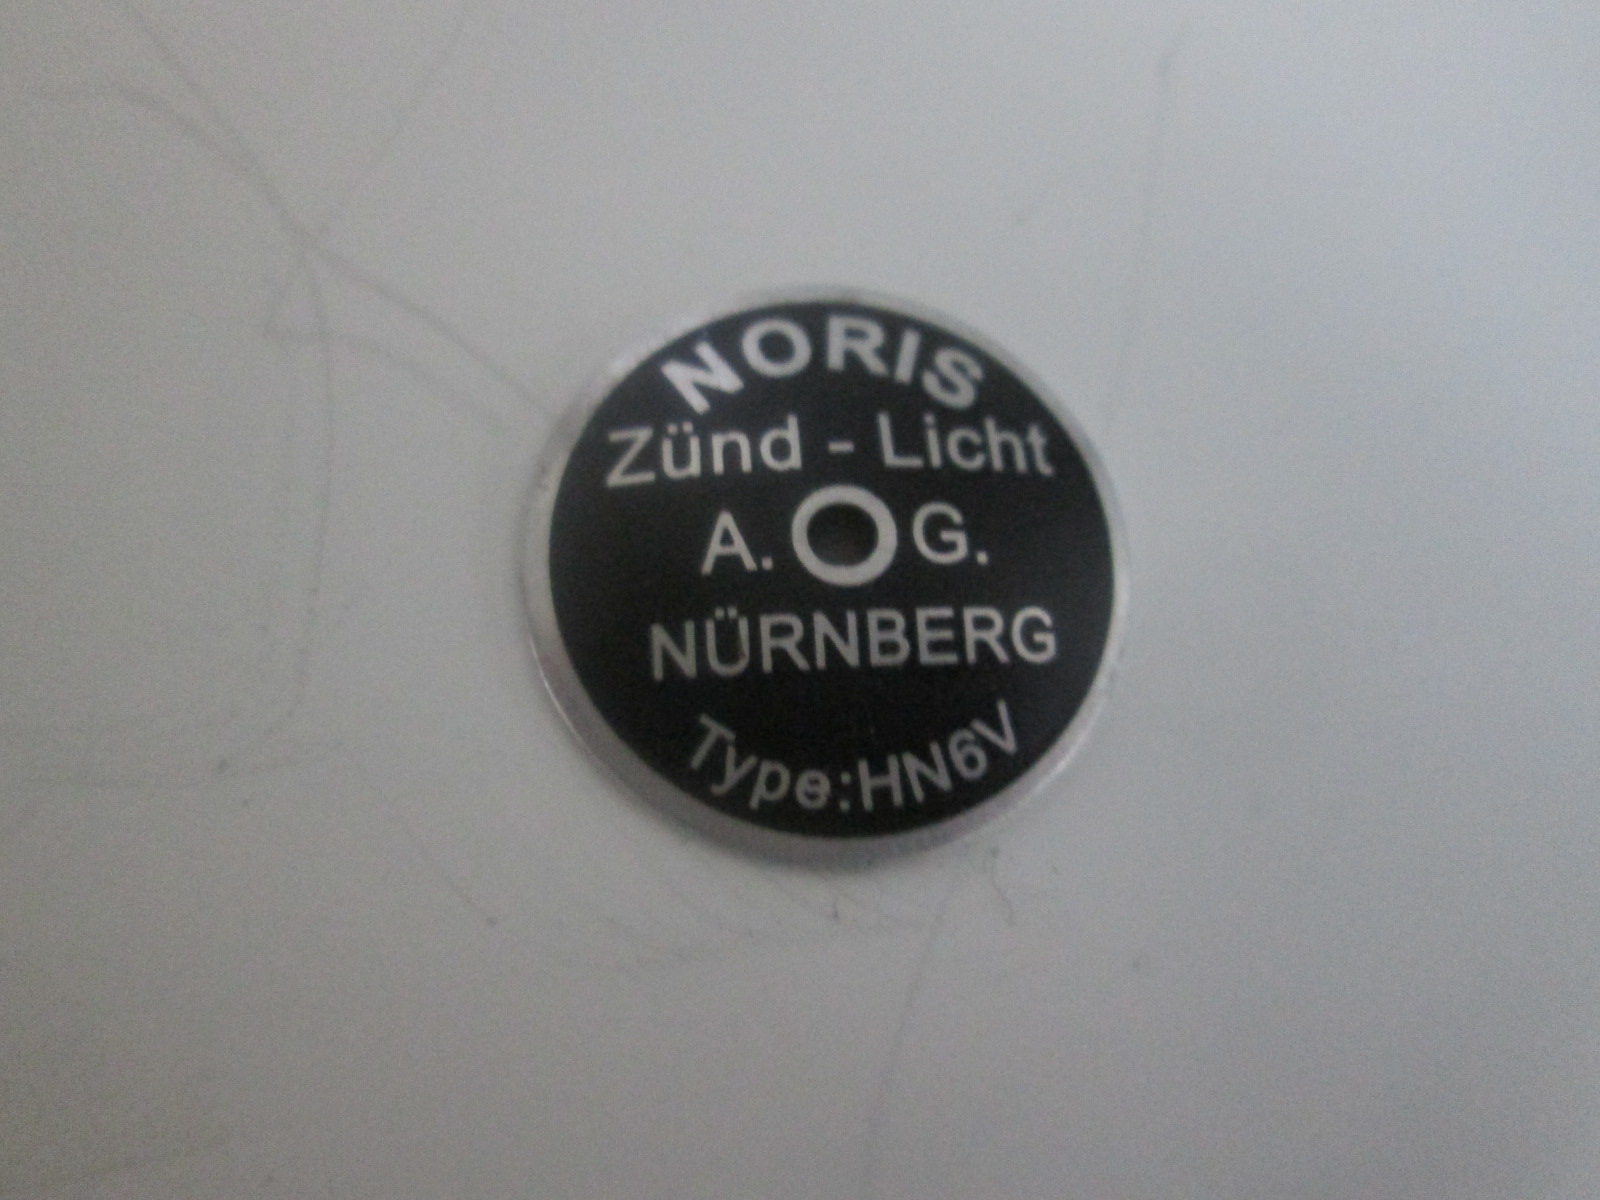 NORIS
Zünd - Licht
A. G.
NÜRNBERG
Type:HN6V